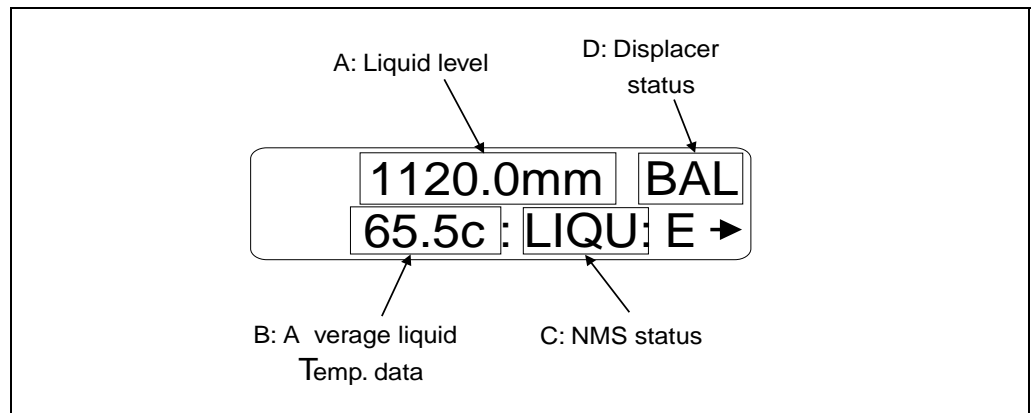 A: Liquid level
D: Displacer
status
1120.0mm BAL
65.5c : LIQU: E →
B: A verage liquid
Temp. data
C: NMS status